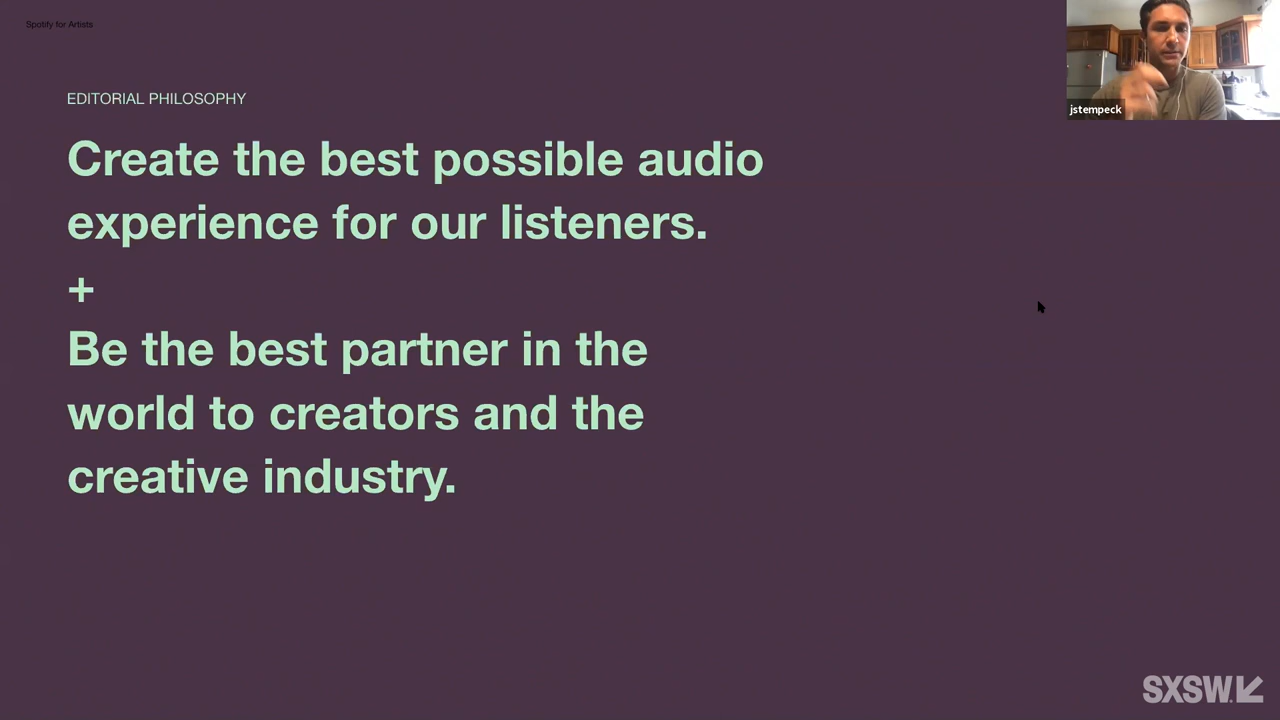 Spotify for Artists
jstempeck
EDITORIAL PHILOSOPHY
Create the best possible audio
experience for our listeners.
+
Be the best partner in the
world to creators and the
creative industry.
SXSW.